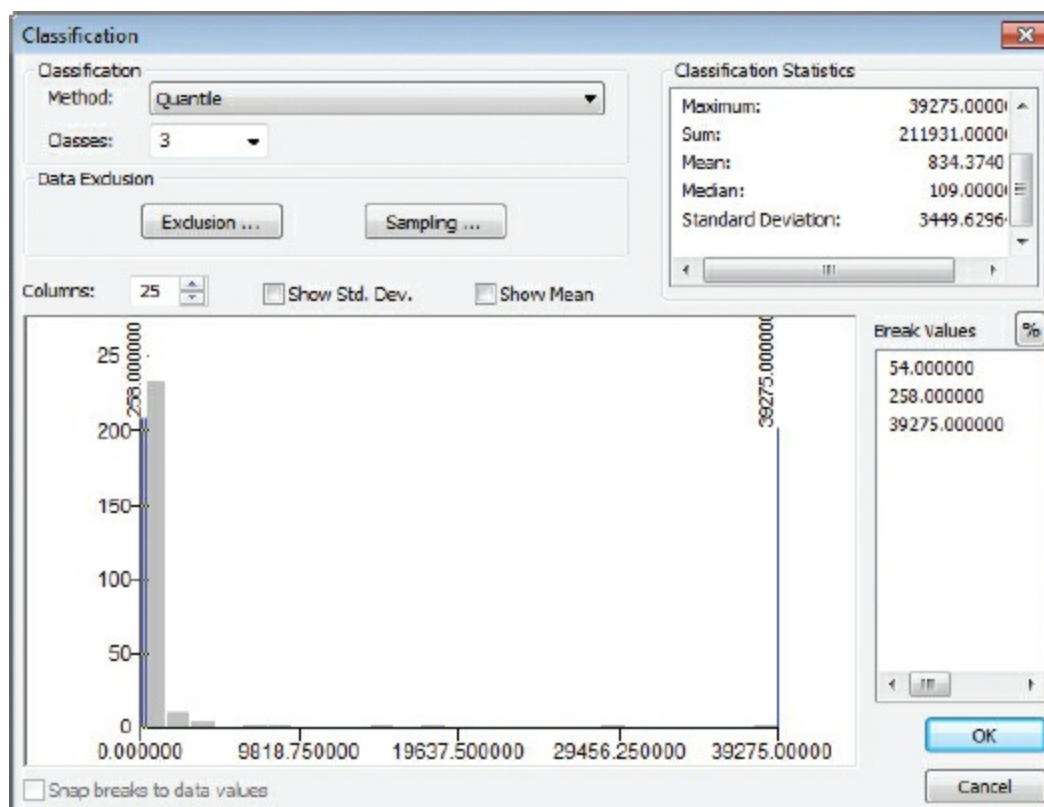 Classification
Classification
Method: Quantile
Classes: 3
Data Exclusion
Exclusion ...
Sampling ...
Classification Statistics
Maximum: 39275.0000
Sum: 211931.0000
Mean: 834.3740
Median: 109.0000
Standard Deviation: 3449.6296
Columns: 25
Show Std. Dev.
Show Mean
258.000000
39275.000000
25
200
150
100
50
0
0.000000 9818.750000 19637.500000 29456.250000 39275.00000
Break Values %
54.000000
258.000000
39275.000000
OK
Cancel
Snap breaks to data values